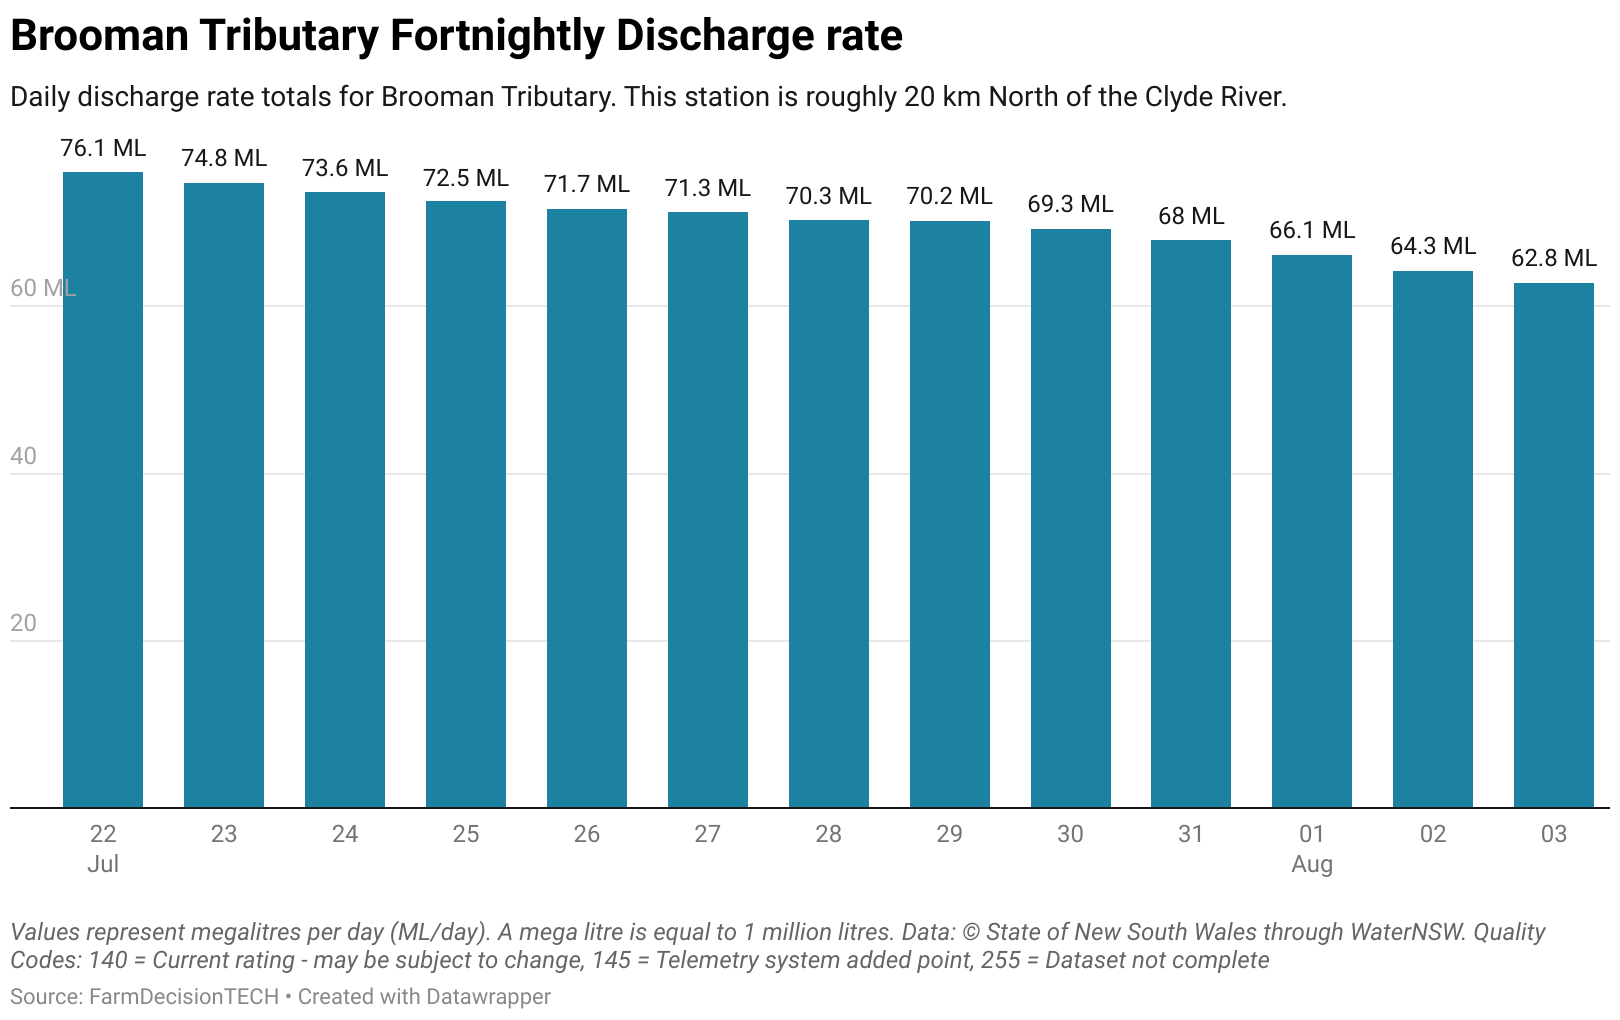 Brooman Tributary Fortnightly Discharge rate
Daily discharge rate totals for Brooman Tributary. This station is roughly 20 km North of the Clyde River.
76.1 ML
74.8 ML
73.6 ML
72.5 ML
71.7 ML
71.3 ML
70.3 ML
70.2 ML
69.3 ML
68 ML
66.1 ML
64.3 ML
62.8 ML
60 ML
40
20
22 23 24 25 26 27 28 29 30 31 01 02 03
Jul Aug
Values represent megalitres per day (ML/day). A mega litre is equal to 1 million litres. Data: © State of New South Wales through WaterNSW. Quality
Codes: 140 = Current rating - may be subject to change, 145 = Telemetry system added point, 255 = Dataset not complete
Source: FarmDecisionTECH • Created with Datawrapper